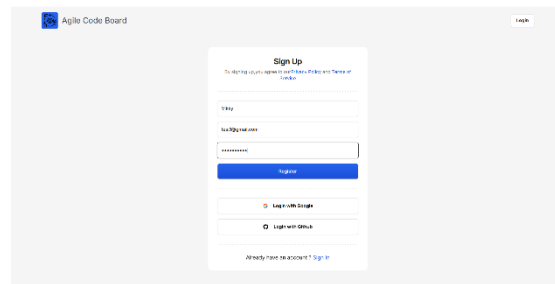 Agile Code Board
Login
Sign Up
By signing up, you agree to our Privacy Policy and Terms of
Service
••••••••••
Register
Login with Google
Login with Github
Already have an account ? Sign in